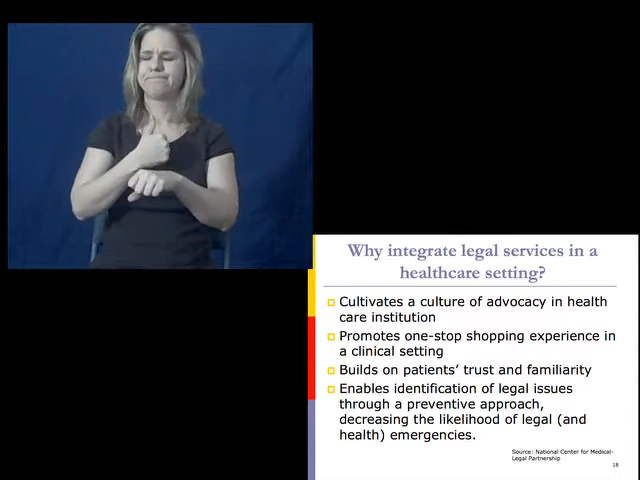 Why integrate legal services in a
healthcare setting?
Cultivates a culture of advocacy in health
care institution
Promotes one-stop shopping experience in
a clinical setting
Builds on patients’ trust and familiarity
Enables identification of legal issues
through a preventive approach,
decreasing the likelihood of legal (and
health) emergencies.
Source: National Center for Medical-
Legal Partnership
18